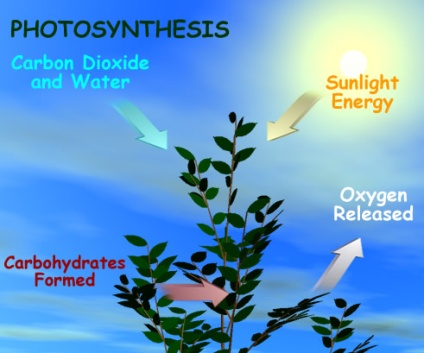 PHOTOSYNTHESIS
Carbon Dioxide
and Water
Sunlight
Energy
Oxygen
Released
Carbohydrates
Formed